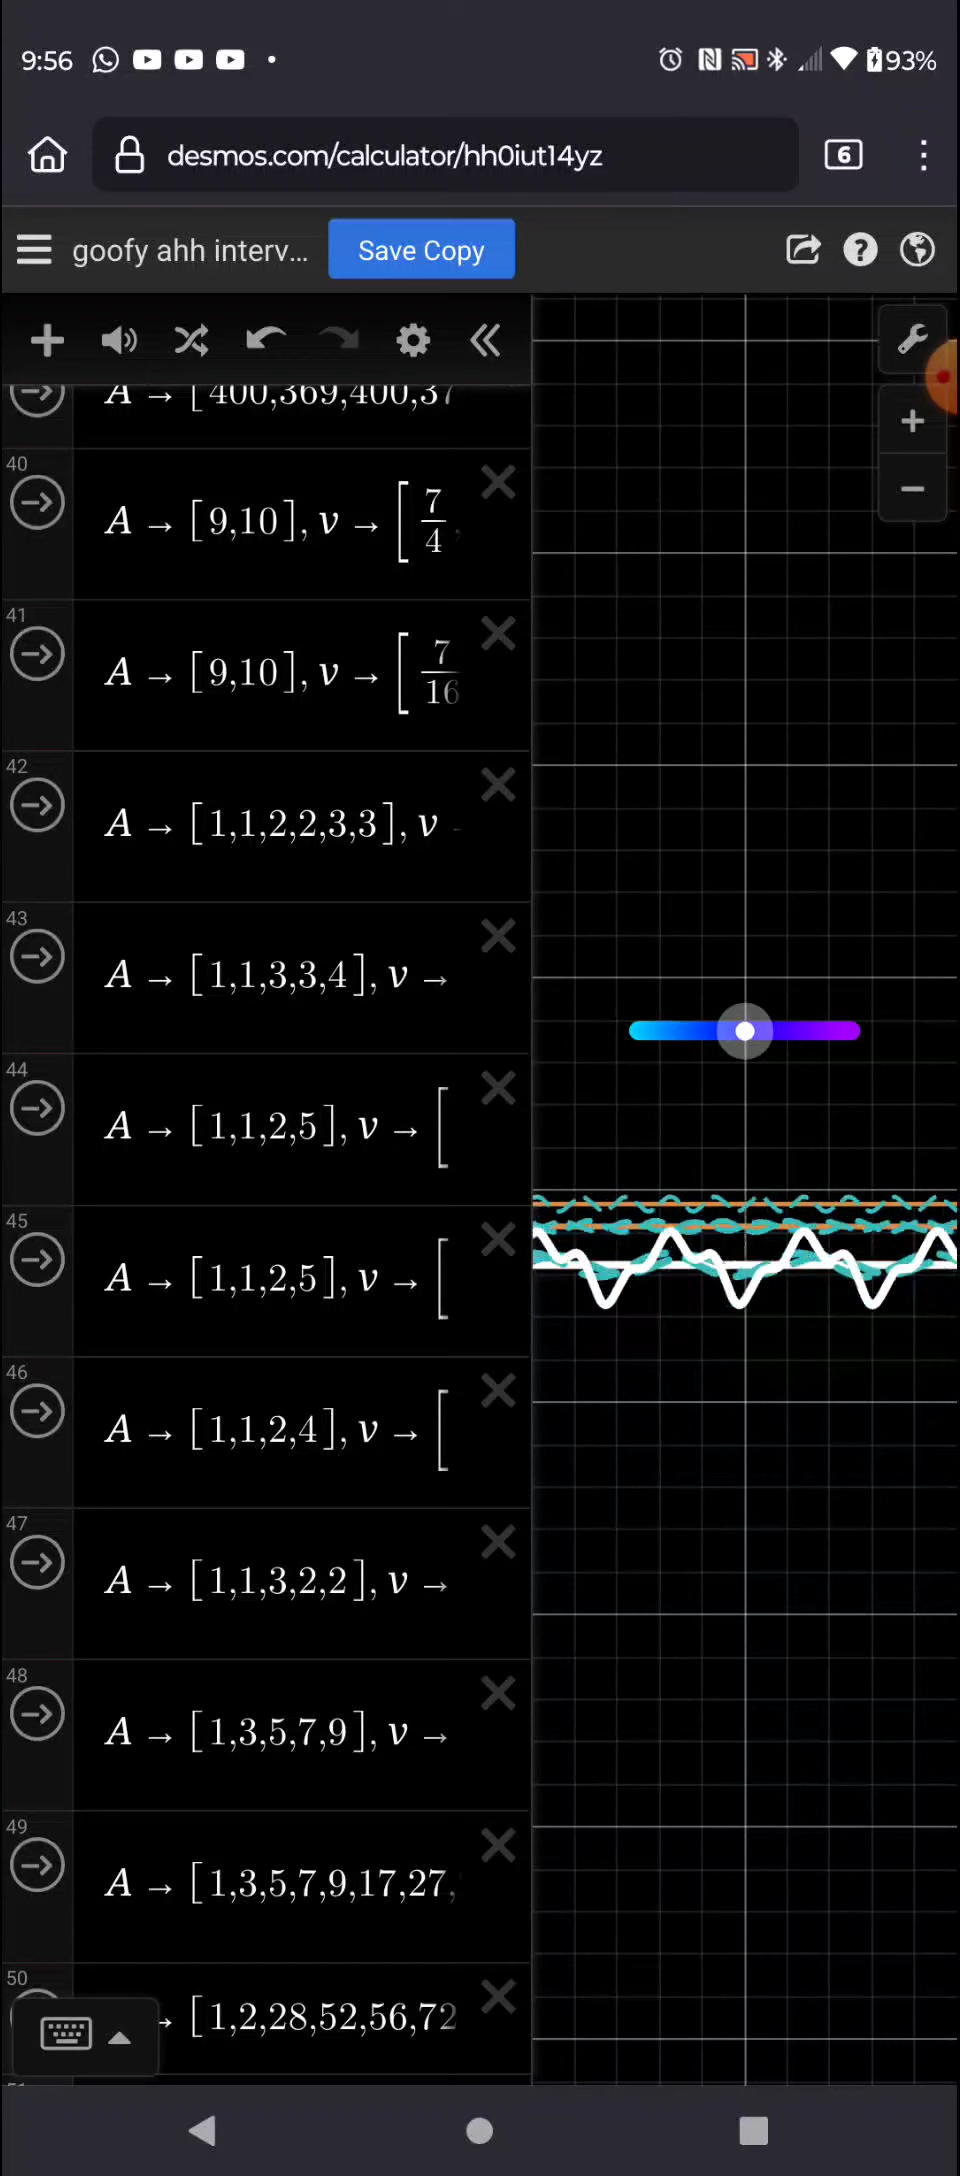 9:56
93%
desmos.com/calculator/hh0iut14yz
6
goofy ahh interv...
Save Copy
A → [400,369,400,37
40
A → [9,10], v → [7/4,
41
A → [9,10], v → [7/16
42
A → [1,1,2,2,3,3], v
43
A → [1,1,3,3,4], v →
44
A → [1,1,2,5], v → [
45
A → [1,1,2,5], v → [
46
A → [1,1,2,4], v → [
47
A → [1,1,3,2,2], v →
48
A → [1,3,5,7,9], v →
49
A → [1,3,5,7,9,17,27,
50
→ [1,2,28,52,56,72